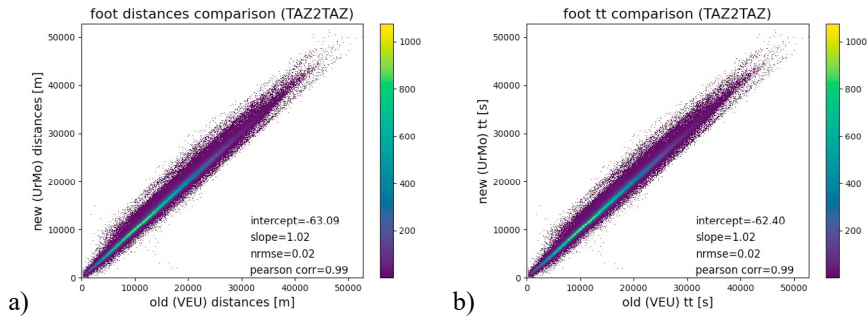 foot distances comparison (TAZ2TAZ)
50000
40000
30000
20000
10000
0
new (UrMo) distances [m]
0
10000
20000
30000
40000
50000
old (VEU) distances [m]
intercept=-63.09
slope=1.02
nrmse=0.02
pearson corr=0.99
1000
800
600
400
200
a)
foot tt comparison (TAZ2TAZ)
50000
40000
30000
20000
10000
0
new (UrMo) tt [s]
0
10000
20000
30000
40000
50000
old (VEU) tt [s]
intercept=-62.40
slope=1.02
nrmse=0.02
pearson corr=0.99
1000
800
600
400
200
b)